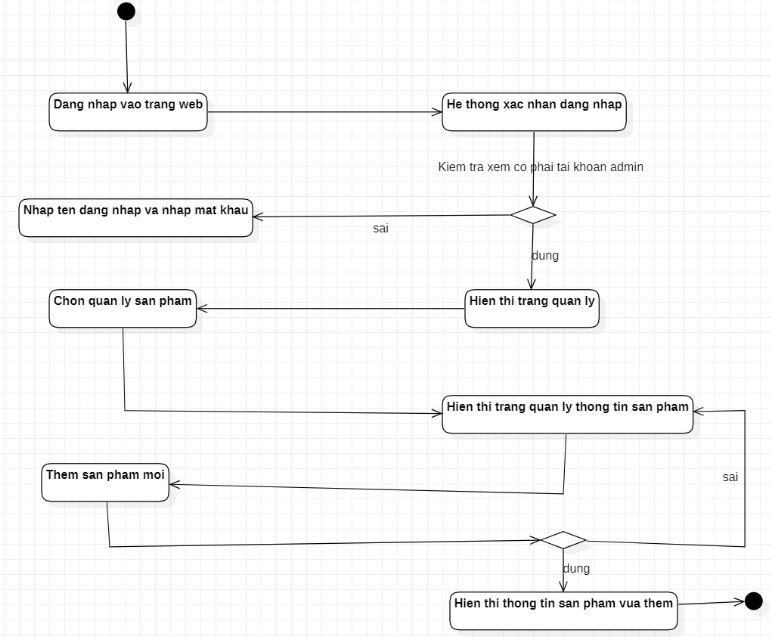 Dang nhap vao trang web
He thong xac nhan dang nhap
Kiem tra xem co phai tai khoan admin
Nhap ten dang nhap va nhap mat khau
sai
dung
Chon quan ly san pham
Hien thi trang quan ly
Hien thi trang quan ly thong tin san pham
Them san pham moi
sai
dung
Hien thi thong tin san pham vua them